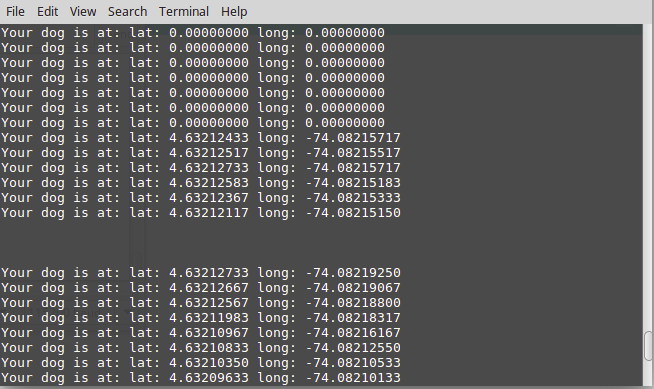 File Edit View Search Terminal Help
Your dog is at: lat: 0.00000000 long: 0.00000000
Your dog is at: lat: 0.00000000 long: 0.00000000
Your dog is at: lat: 0.00000000 long: 0.00000000
Your dog is at: lat: 0.00000000 long: 0.00000000
Your dog is at: lat: 0.00000000 long: 0.00000000
Your dog is at: lat: 0.00000000 long: 0.00000000
Your dog is at: lat: 0.00000000 long: 0.00000000
Your dog is at: lat: 4.63212433 long: -74.08215717
Your dog is at: lat: 4.63212517 long: -74.08215517
Your dog is at: lat: 4.63212733 long: -74.08215717
Your dog is at: lat: 4.63212583 long: -74.08215183
Your dog is at: lat: 4.63212367 long: -74.08215333
Your dog is at: lat: 4.63212117 long: -74.08215150
Your dog is at: lat: 4.63212733 long: -74.08219250
Your dog is at: lat: 4.63212667 long: -74.08219067
Your dog is at: lat: 4.63212567 long: -74.08218800
Your dog is at: lat: 4.63211983 long: -74.08218317
Your dog is at: lat: 4.63210967 long: -74.08216167
Your dog is at: lat: 4.63210833 long: -74.08212550
Your dog is at: lat: 4.63210350 long: -74.08210533
Your dog is at: lat: 4.63209633 long: -74.08210133